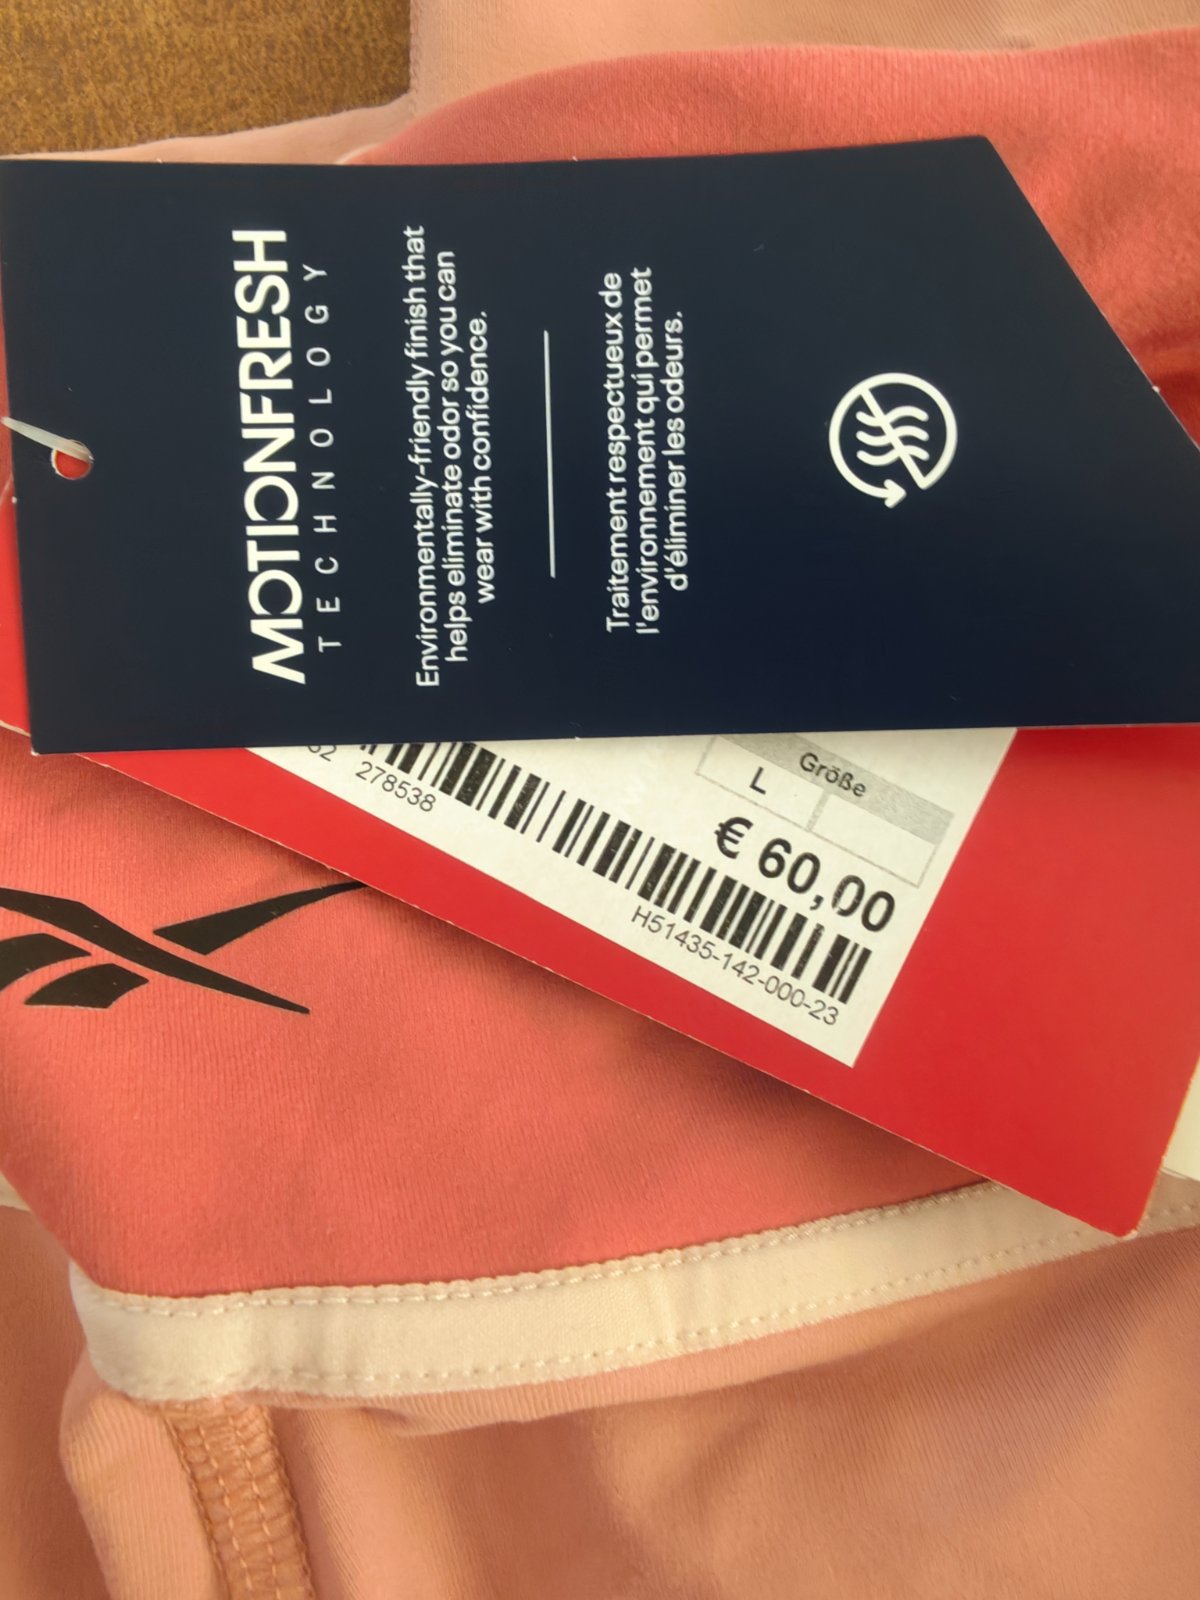 MOTIONFRESH
TECHNOLOGY
Environmentally-friendly finish that
helps eliminate odor so you can
wear with confidence.
Traitement respectueux de
l'environnement qui permet
d'éliminer les odeurs.
278538
Größe
L
€ 60,00
H51435-142-000-23